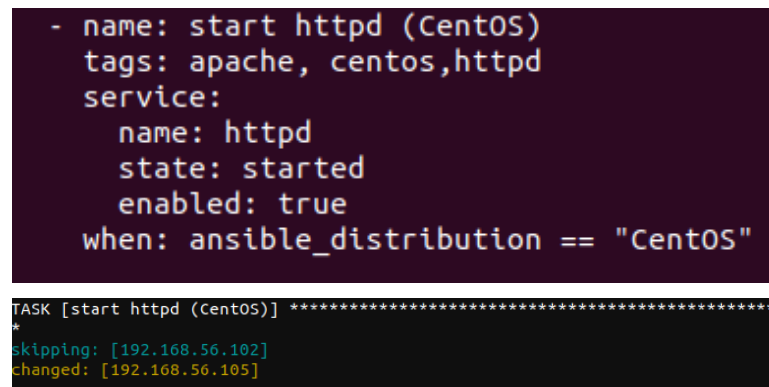 - name: start httpd (CentOS)
tags: apache, centos,httpd
service:
name: httpd
state: started
enabled: true
when: ansible_distribution == "CentOS"
TASK [start httpd (CentOS)] ************************************************
*
skipping: [192.168.56.102]
changed: [192.168.56.105]